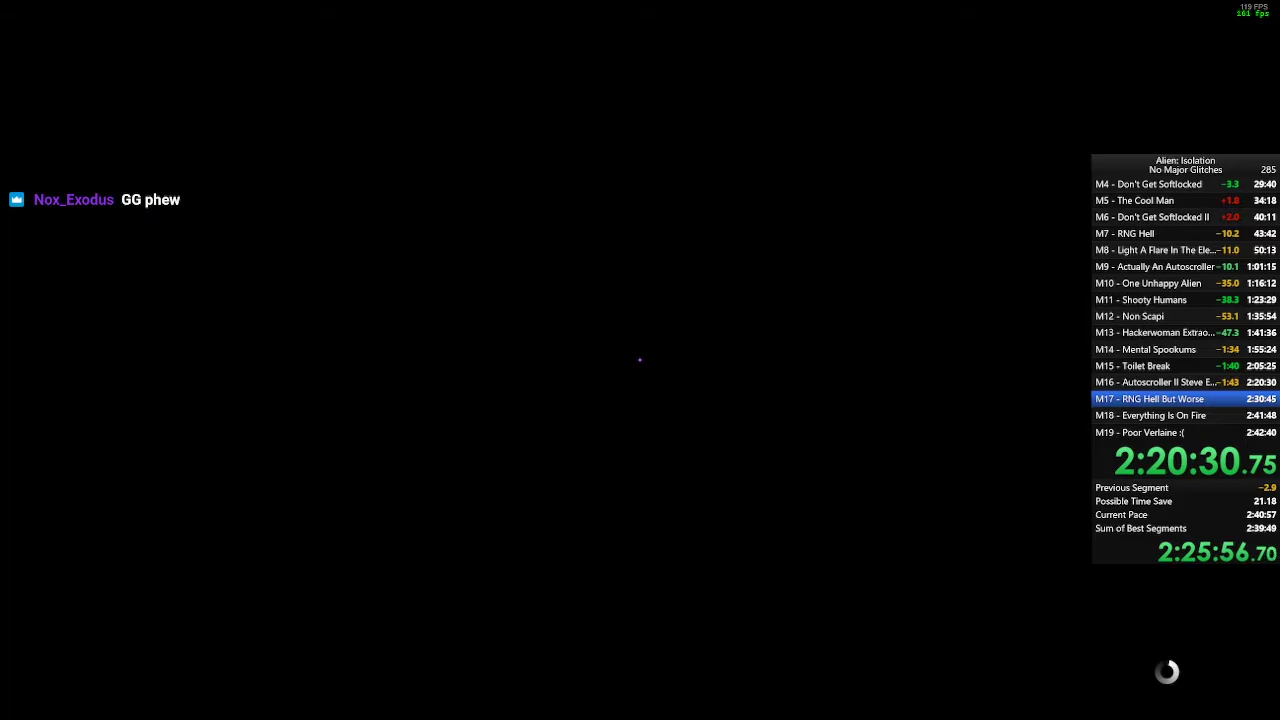 119 FPS
161 fps
Nox_Exodus GG phew
Alien: Isolation
No Major Glitches 285
M4 - Don't Get Softlocked -3.3 29:40
M5 - The Cool Man +1.8 34:18
M6 - Don't Get Softlocked II +2.0 40:11
M7 - RNG Hell -10.2 43:42
M8 - Light A Flare In The Ele... -11.0 50:13
M9 - Actually An Autoscroller -10.1 1:01:15
M10 - One Unhappy Alien -35.0 1:16:12
M11 - Shooty Humans -38.3 1:23:29
M12 - Non Scapi -53.1 1:35:54
M13 - Hackerwoman Extrao... -47.3 1:41:36
M14 - Mental Spookums -1:34 1:55:24
M15 - Toilet Break -1:40 2:05:25
M16 - Autoscroller II Steve E... -1:43 2:20:30
M17 - RNG Hell But Worse 2:30:45
M18 - Everything Is On Fire 2:41:48
M19 - Poor Verlaine :( 2:42:40
2:20:30.75
Previous Segment -2.9
Possible Time Save 21.18
Current Pace 2:40:57
Sum of Best Segments 2:39:49
2:25:56.70